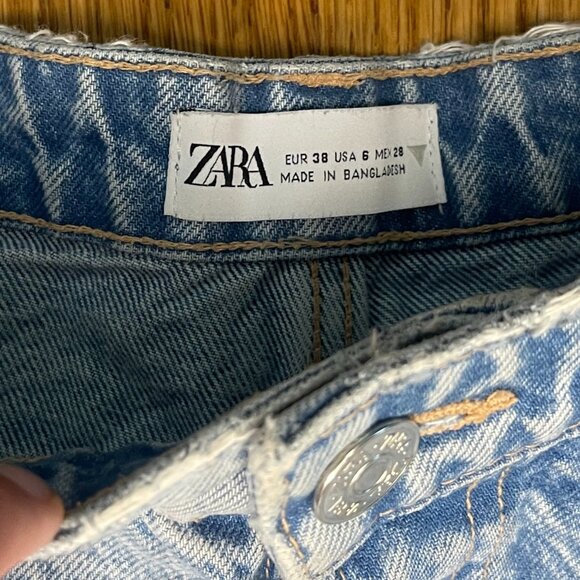 ZARA
EUR 38 USA 6 MEX 28
MADE IN BANGLADESH